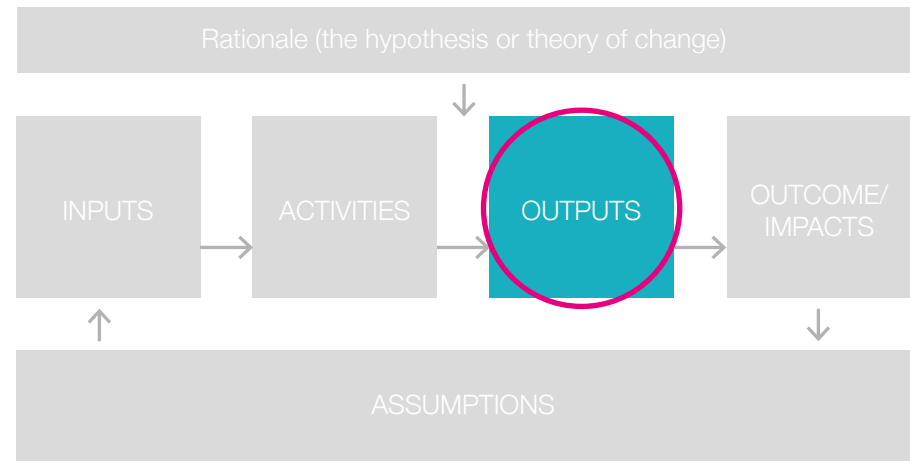 Rationale (the hypothesis or theory of change)
INPUTS
ACTIVITIES
OUTPUTS
OUTCOME/
IMPACTS
ASSUMPTIONS